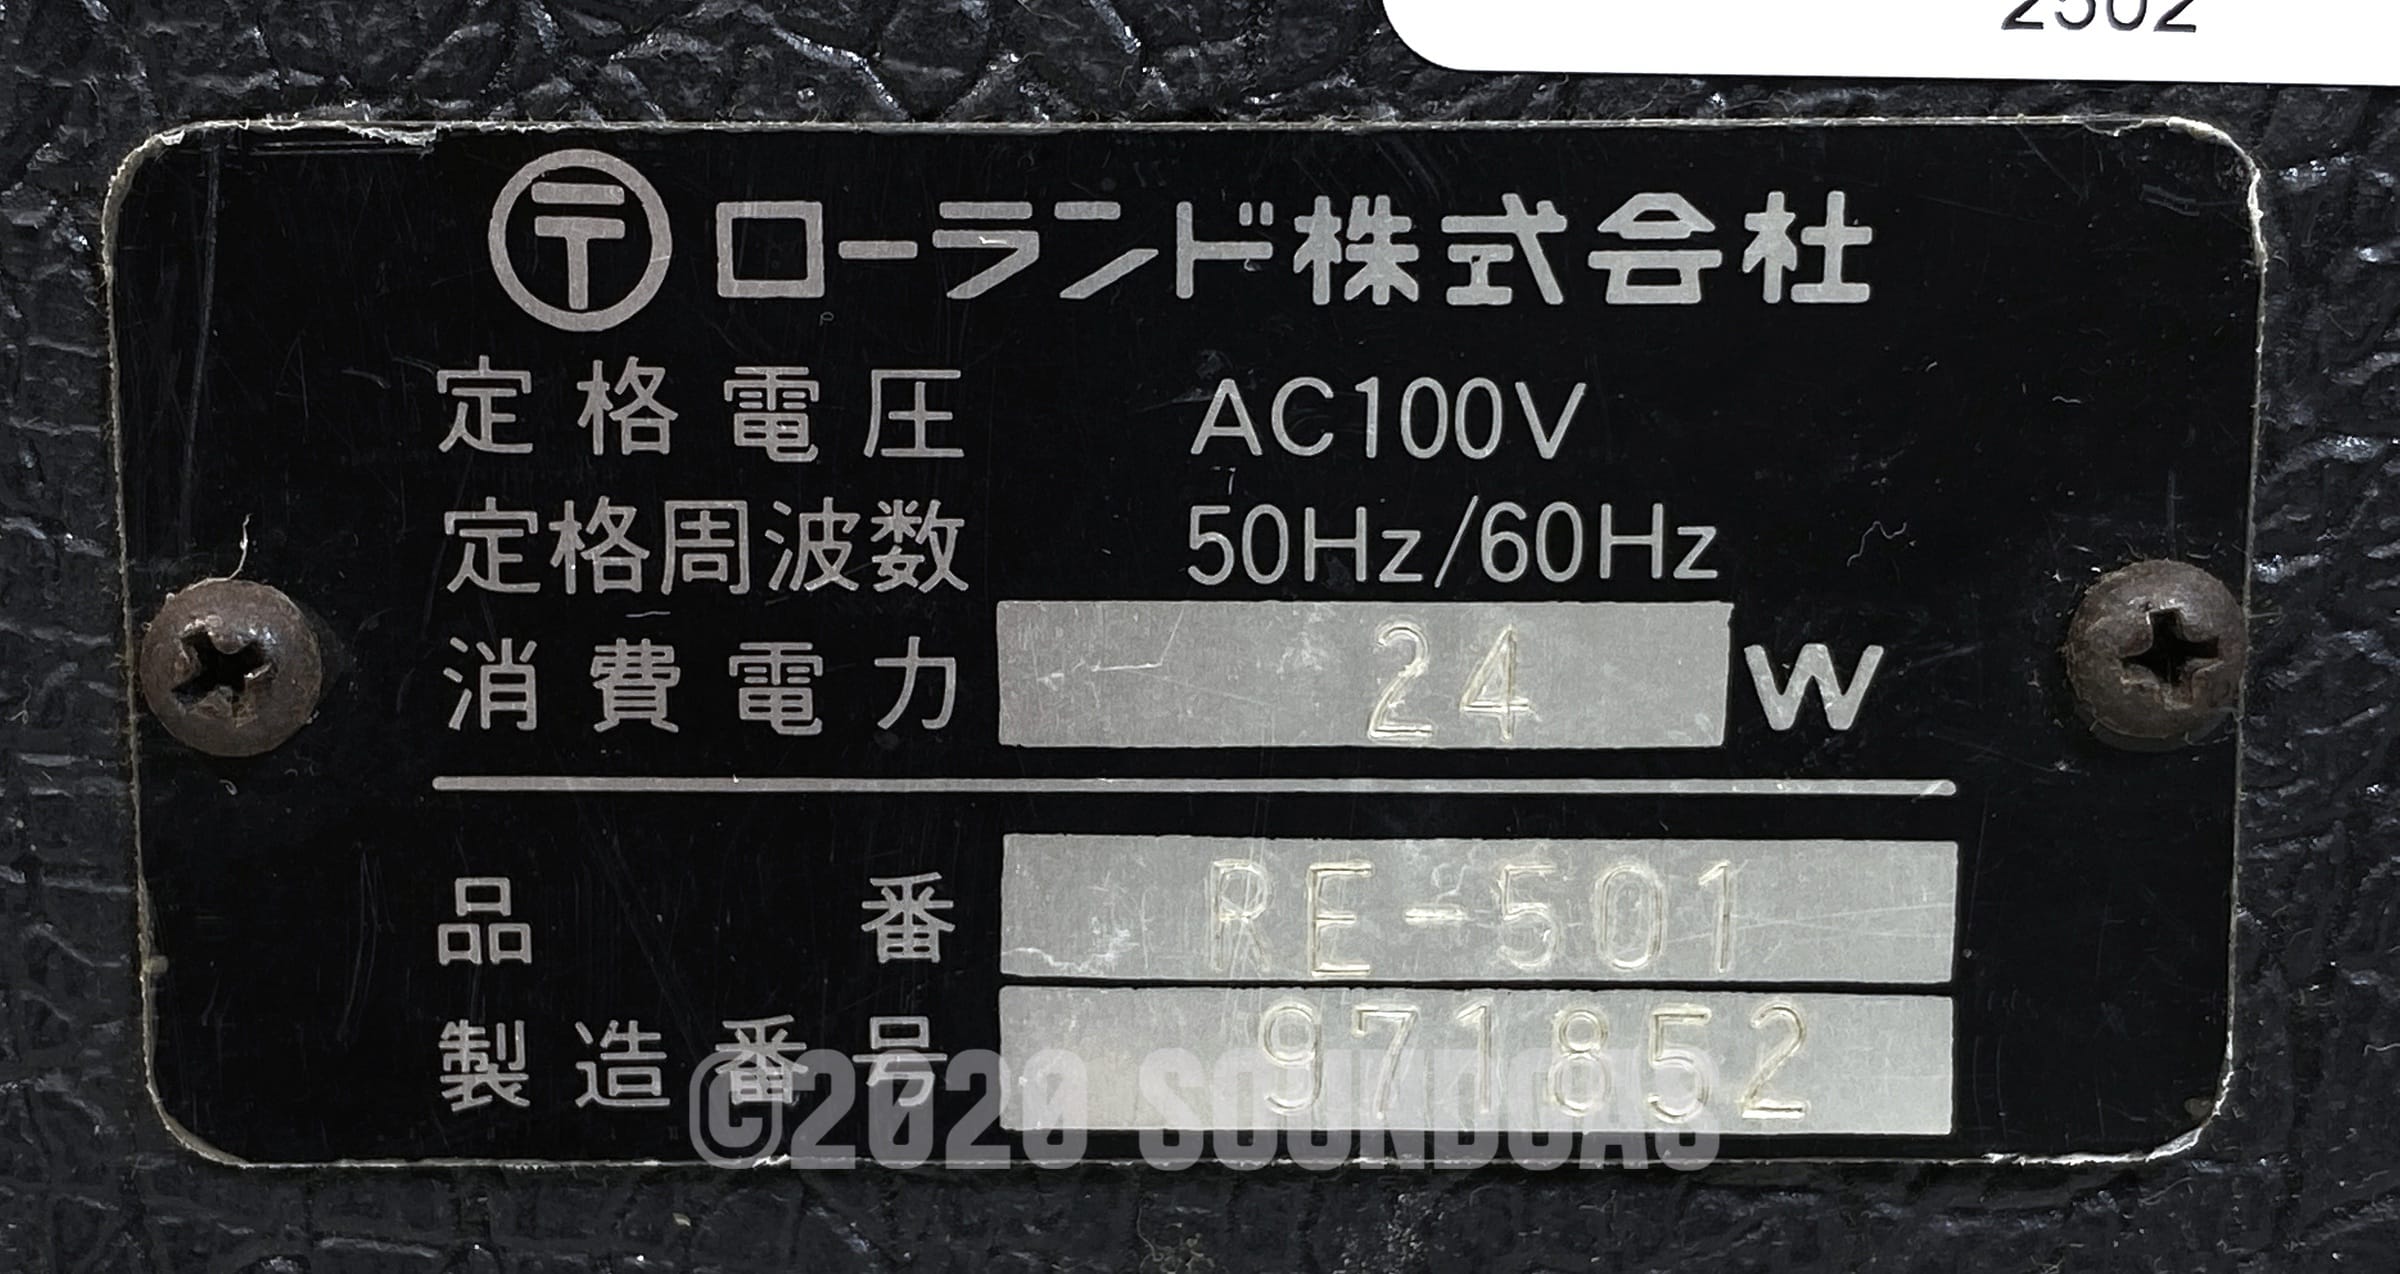 2502
〒 ローランド株式会社
定格電圧 AC100V
定格周波数 50Hz/60Hz
消費電力 24 W
品番 RE-501
製造番号 971852
©2020 SOUNDGAS